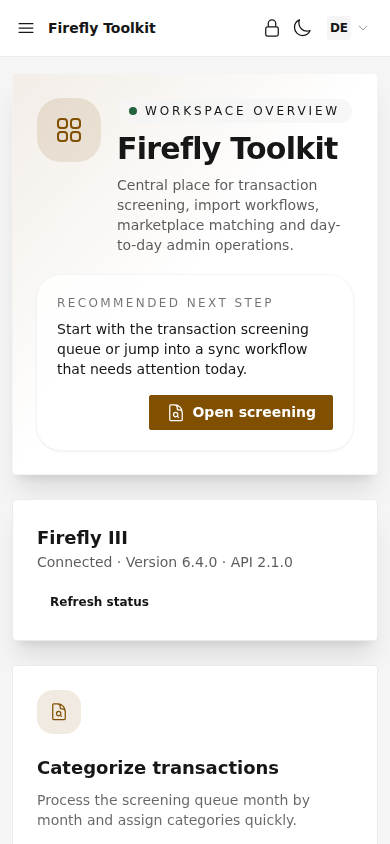 Firefly Toolkit
DE
WORKSPACE OVERVIEW
Firefly Toolkit
Central place for transaction
screening, import workflows,
marketplace matching and day-
to-day admin operations.
RECOMMENDED NEXT STEP
Start with the transaction screening
queue or jump into a sync workflow
that needs attention today.
Open screening
Firefly III
Connected · Version 6.4.0 · API 2.1.0
Refresh status
Categorize transactions
Process the screening queue month by
month and assign categories quickly.